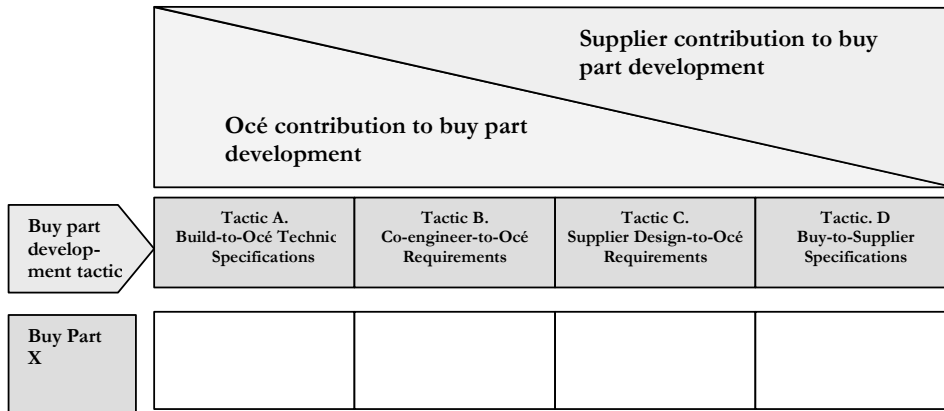 Supplier contribution to buy
part development
Océ contribution to buy part
development
Buy part
develop-
ment tactic
Tactic A.
Build-to-Océ Technic
Specifications
Tactic B.
Co-engineer-to-Océ
Requirements
Tactic C.
Supplier Design-to-Océ
Requirements
Tactic. D
Buy-to-Supplier
Specifications
Buy Part
X